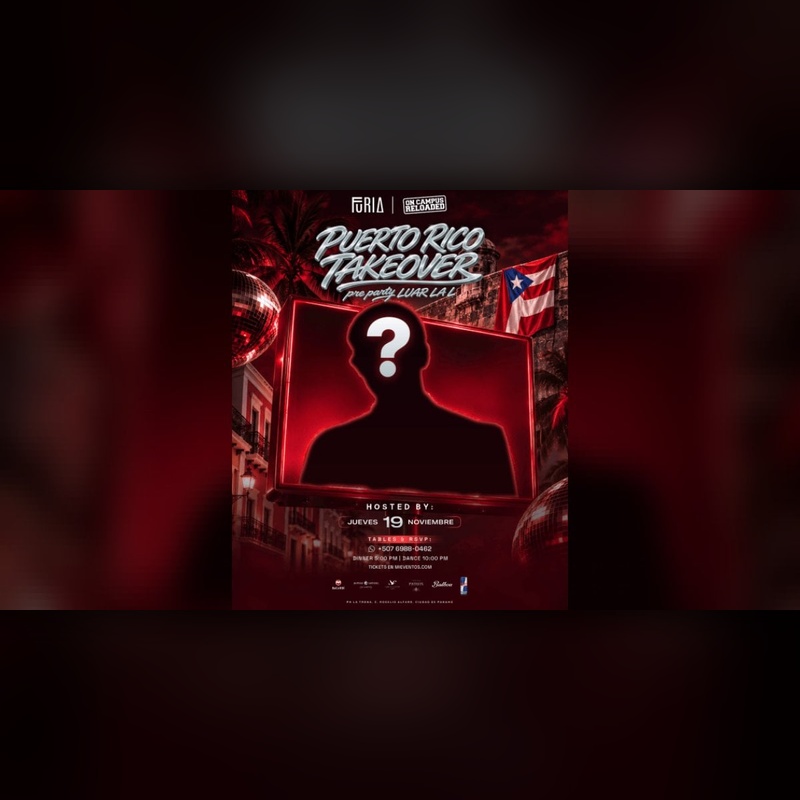 FURIA | ON CAMPUS RELOADED
PUERTO RICO
TAKEOVER
pre party LUAR LA L
?
HOSTED BY:
JUEVES 19 NOVIEMBRE
TABLES & RSVP:
+507 6988-0462
DINNER 8:00 PM | DANCE 10:00 PM
TICKETS EN MIEVENTOS.COM
Buchanan's